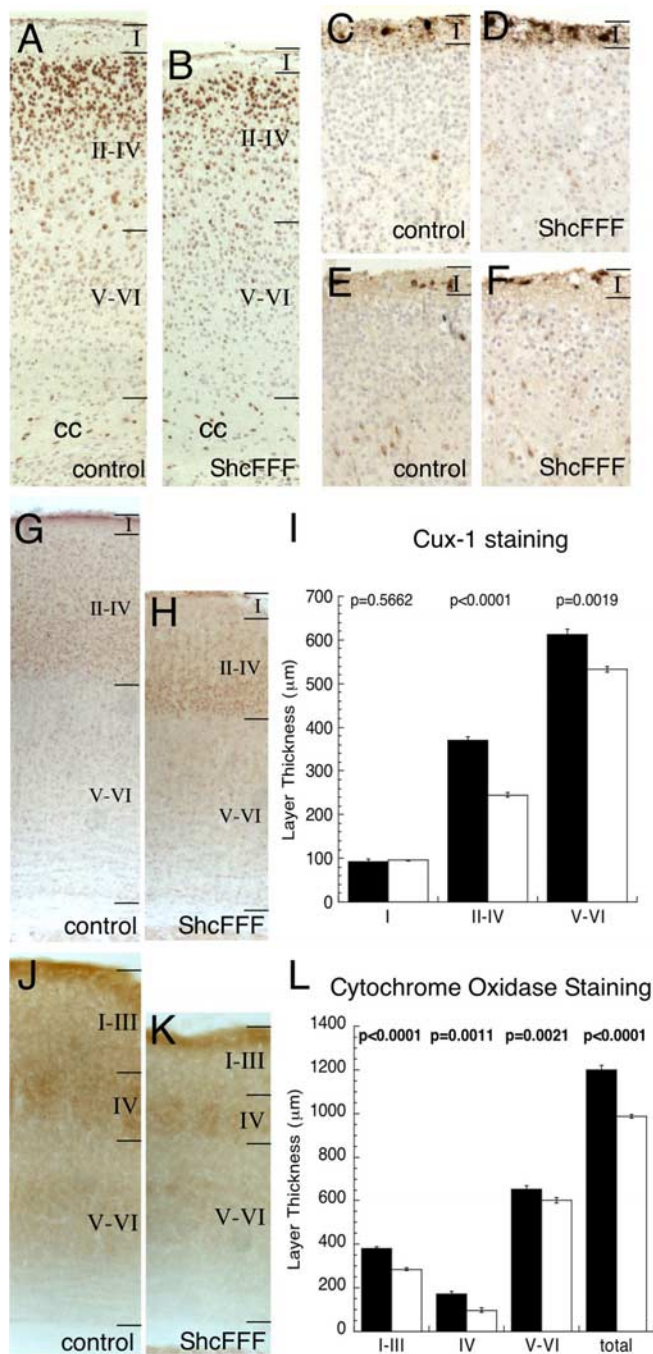 A
I
II-IV
V-VI
cc
control
B
I
II-IV
V-VI
cc
ShcFFF
C
I
control
D
I
ShcFFF
E
I
control
F
I
ShcFFF
G
I
II-IV
V-VI
control
H
I
II-IV
V-VI
ShcFFF
I
Cux-1 staining
p=0.5662 p<0.0001 p=0.0019
Layer Thickness (μm)
700
600
500
400
300
200
100
0
I II-IV V-VI
J
I-III
IV
V-VI
control
K
I-III
IV
V-VI
ShcFFF
L
Cytochrome Oxidase Staining
p<0.0001 p=0.0011 p=0.0021 p<0.0001
Layer Thickness (μm)
1400
1200
1000
800
600
400
200
0
I-III IV V-VI total